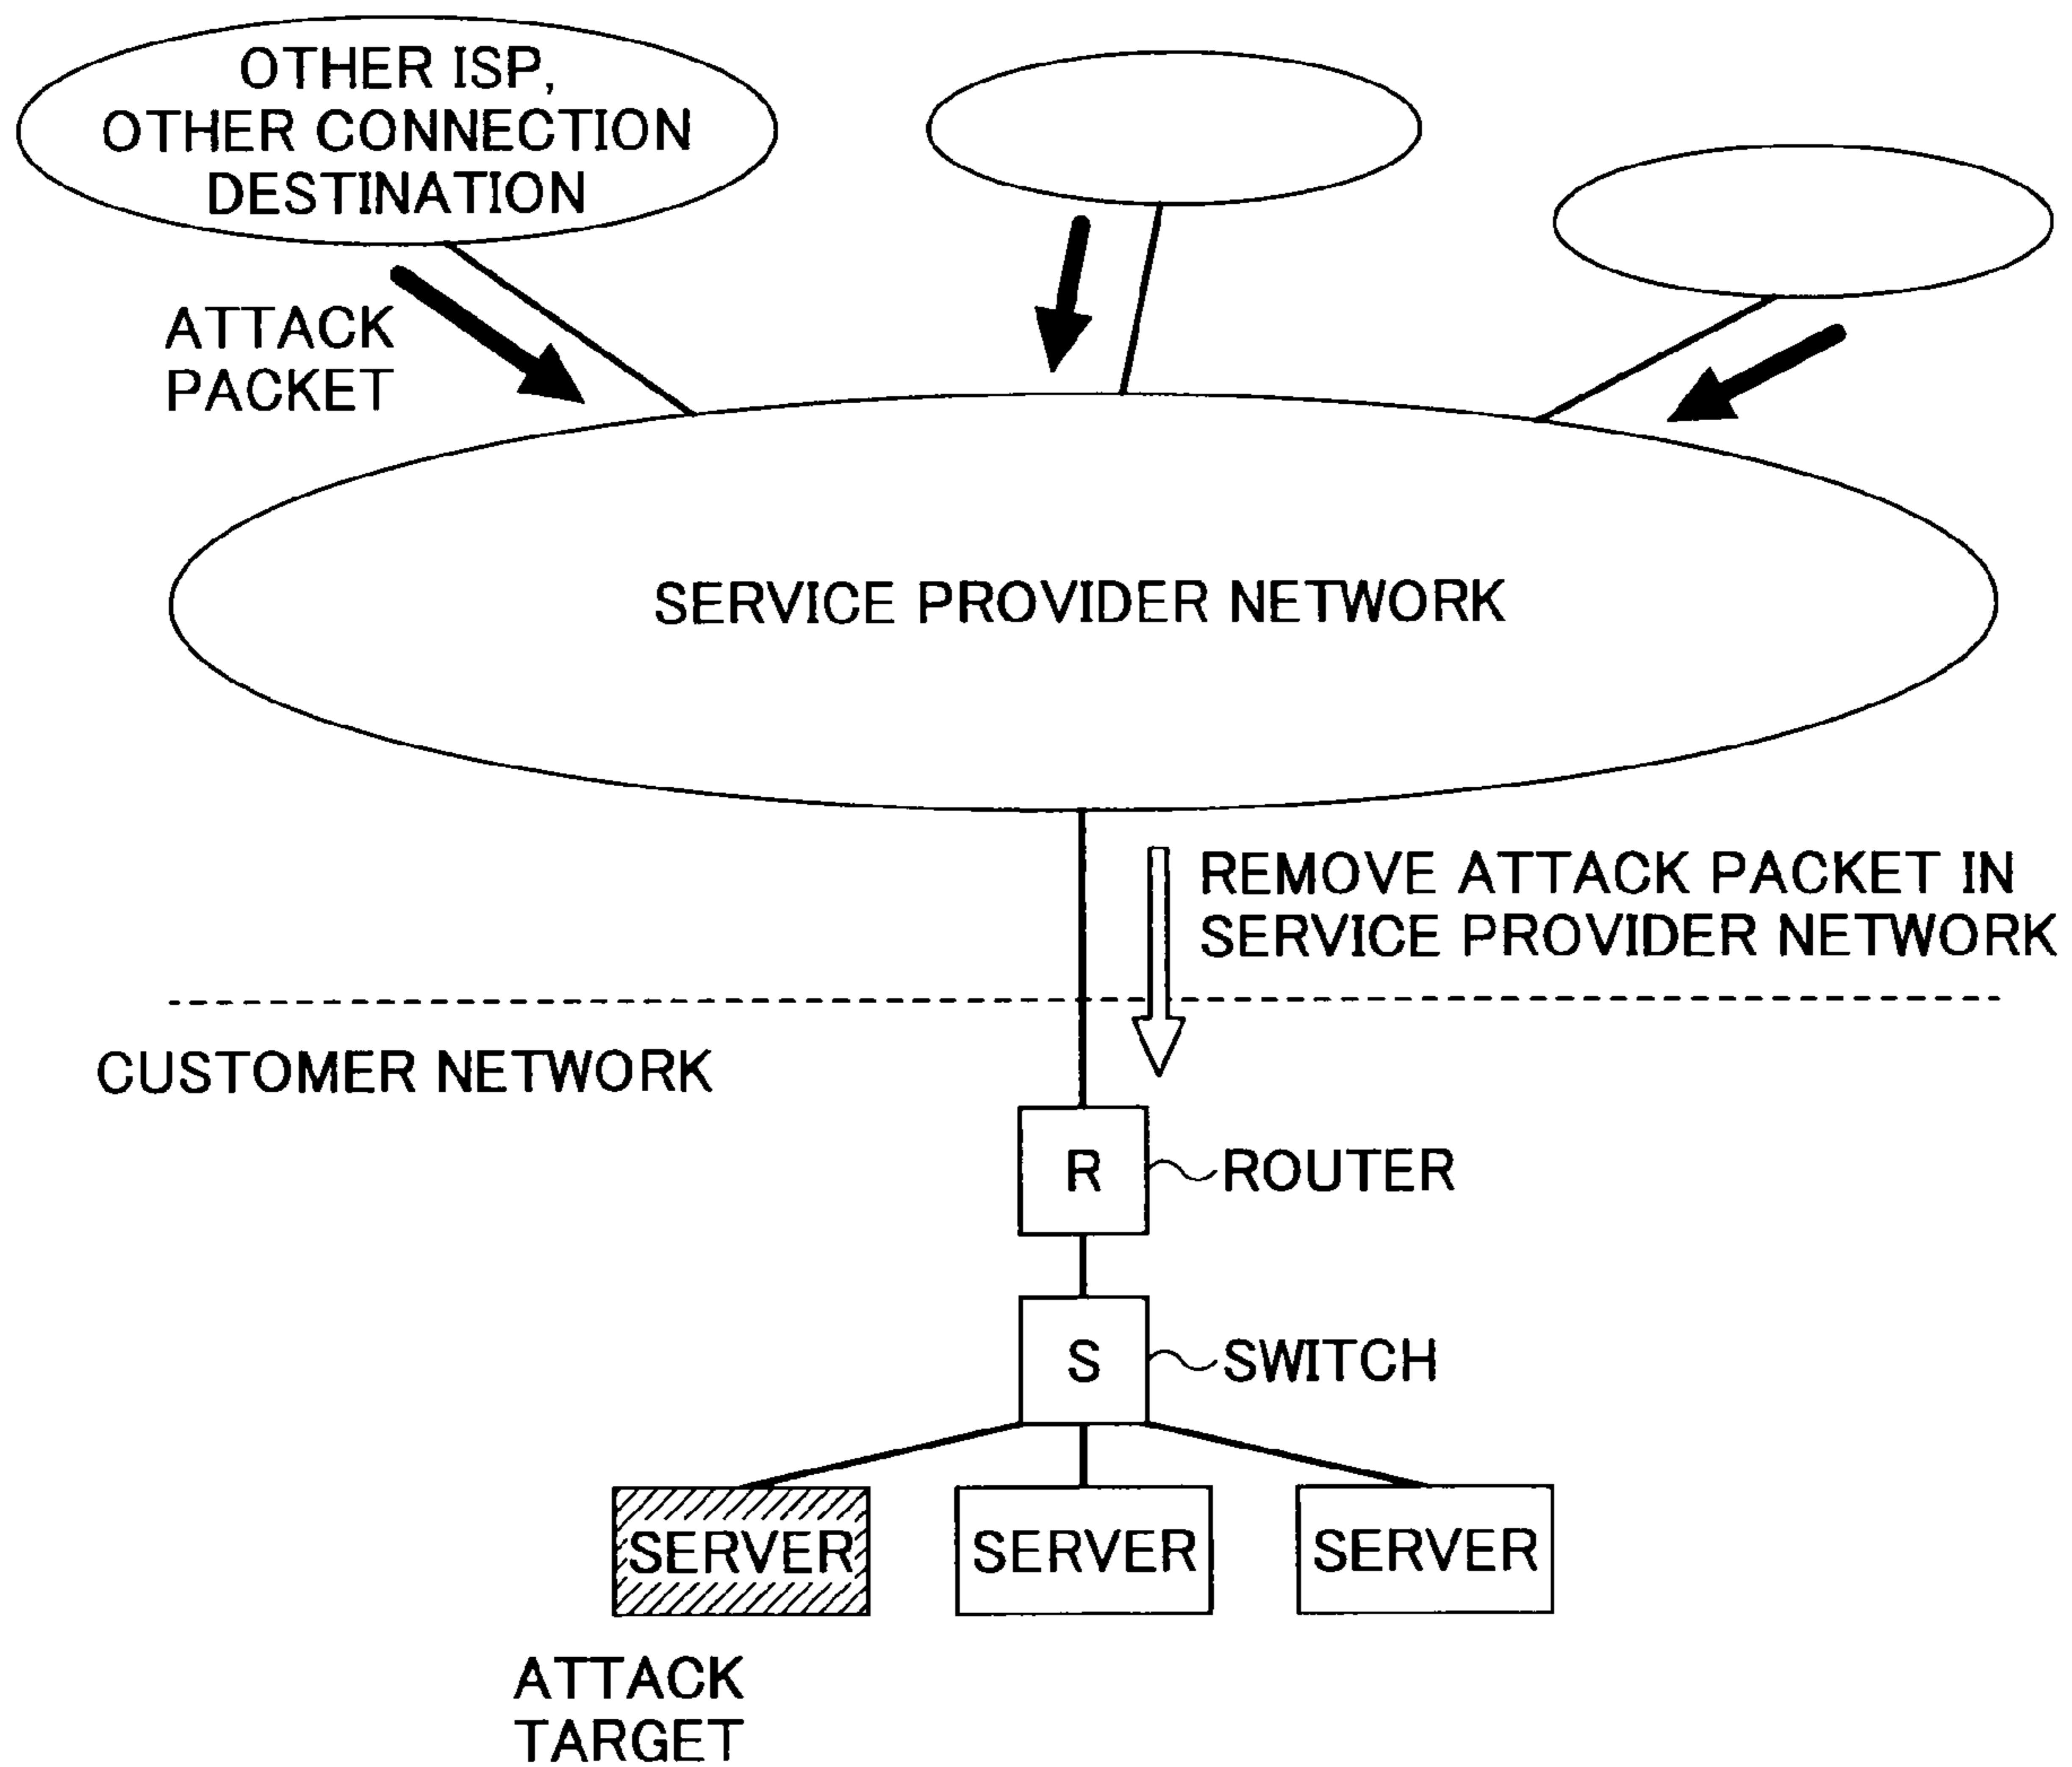 OTHER ISP,
OTHER CONNECTION
DESTINATION
ATTACK
PACKET
SERVICE PROVIDER NETWORK
REMOVE ATTACK PACKET IN
SERVICE PROVIDER NETWORK
CUSTOMER NETWORK
R
ROUTER
S
SWITCH
SERVER
SERVER
SERVER
ATTACK
TARGET